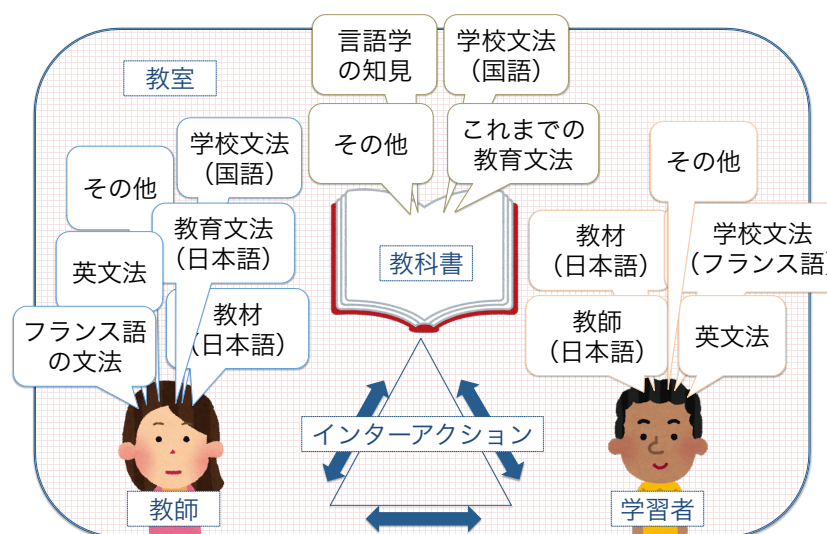 教室
言語学
の知見
学校文法
（国語）
その他
これまでの
教育文法
教科書
学校文法
（国語）
その他
教育文法
（日本語）
英文法
教材
（日本語）
フランス語
の文法
教師
その他
教材
（日本語）
学校文法
（フランス語）
教師
（日本語）
英文法
学習者
インターアクション